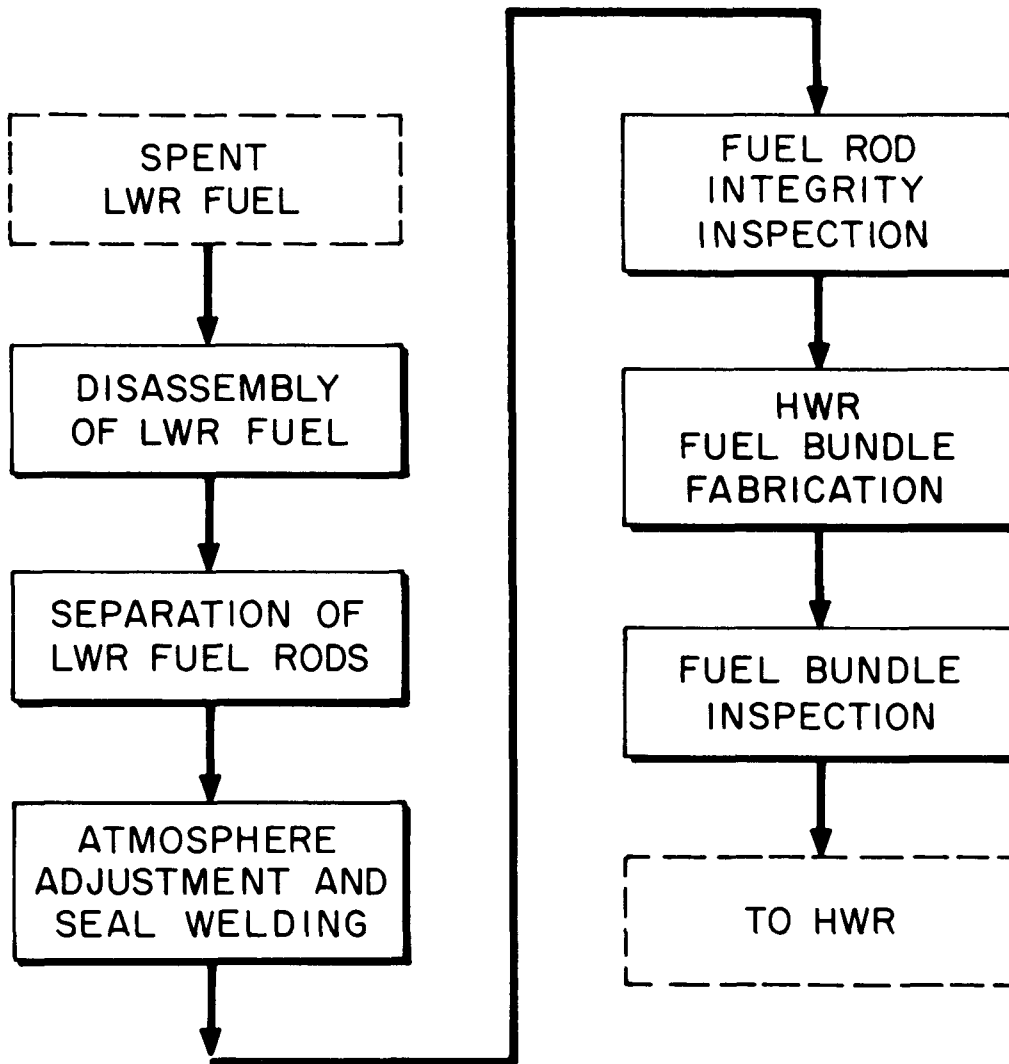 SPENT
LWR FUEL
DISASSEMBLY
OF LWR FUEL
SEPARATION OF
LWR FUEL RODS
ATMOSPHERE
ADJUSTMENT AND
SEAL WELDING
FUEL ROD
INTEGRITY
INSPECTION
HWR
FUEL BUNDLE
FABRICATION
FUEL BUNDLE
INSPECTION
TO HWR